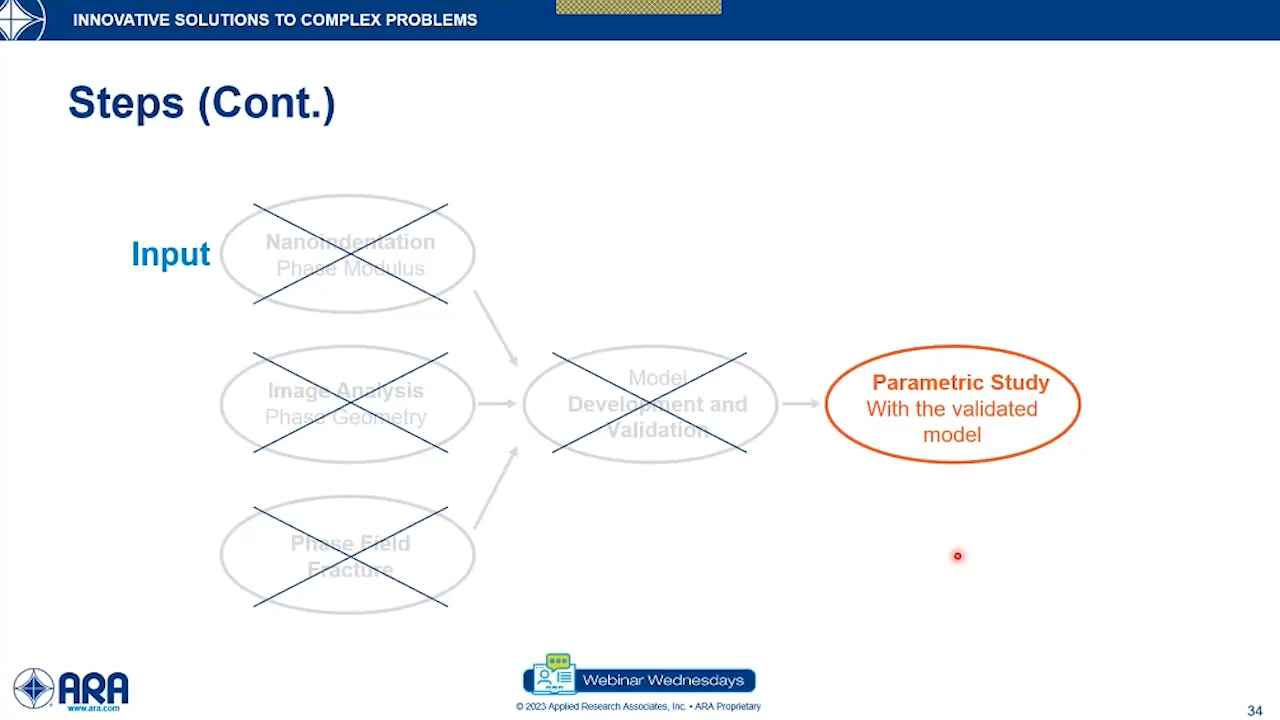 INNOVATIVE SOLUTIONS TO COMPLEX PROBLEMS
Steps (Cont.)
Input
Nanoindentation
Phase Modulus
Image Analysis
Phase Geometry
Phase Field
Fracture
Model
Development and
Validation
Parametric Study
With the validated
model
ARA
www.ara.com
Webinar Wednesdays
© 2023 Applied Research Associates, Inc. • ARA Proprietary
34